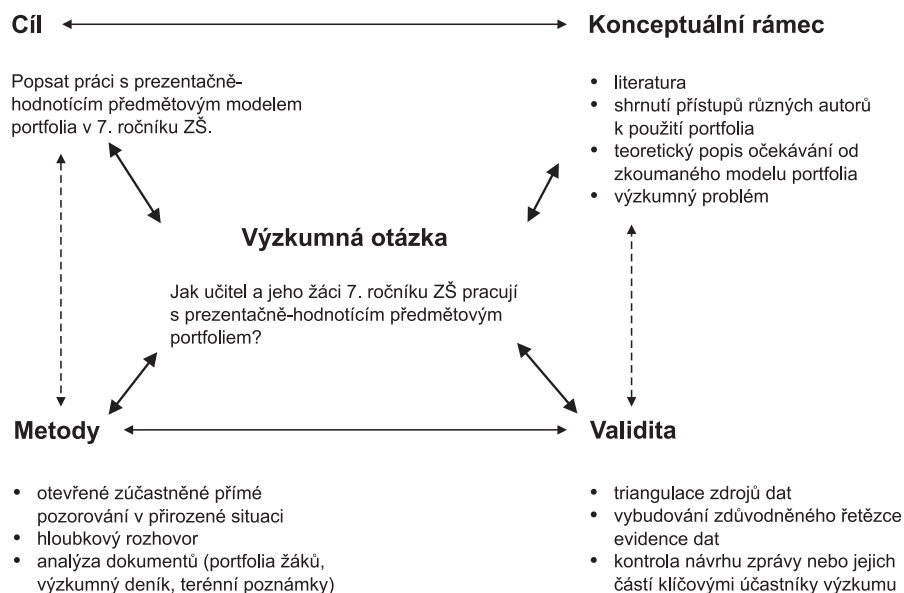 Cíl
Konceptuální rámec
Popsat práci s prezentačně-
hodnotícím předmětovým modelem
portfolia v 7. ročníku ZŠ.
• literatura
• shrnutí přístupů různých autorů
k použití portfolia
• teoretický popis očekávání od
zkoumaného modelu portfolia
• výzkumný problém
Výzkumná otázka
Jak učitel a jeho žáci 7. ročníku ZŠ pracují
s prezentačně-hodnotícím předmětovým
portfoliem?
Metody
Validita
• otevřené zúčastněné přímé
pozorování v přirozené situaci
• hloubkový rozhovor
• analýza dokumentů (portfolia žáků,
výzkumný deník, terénní poznámky)
• triangulace zdrojů dat
• vybudování zdůvodněného řetězce
evidence dat
• kontrola návrhu zprávy nebo jejich
částí klíčovými účastníky výzkumu